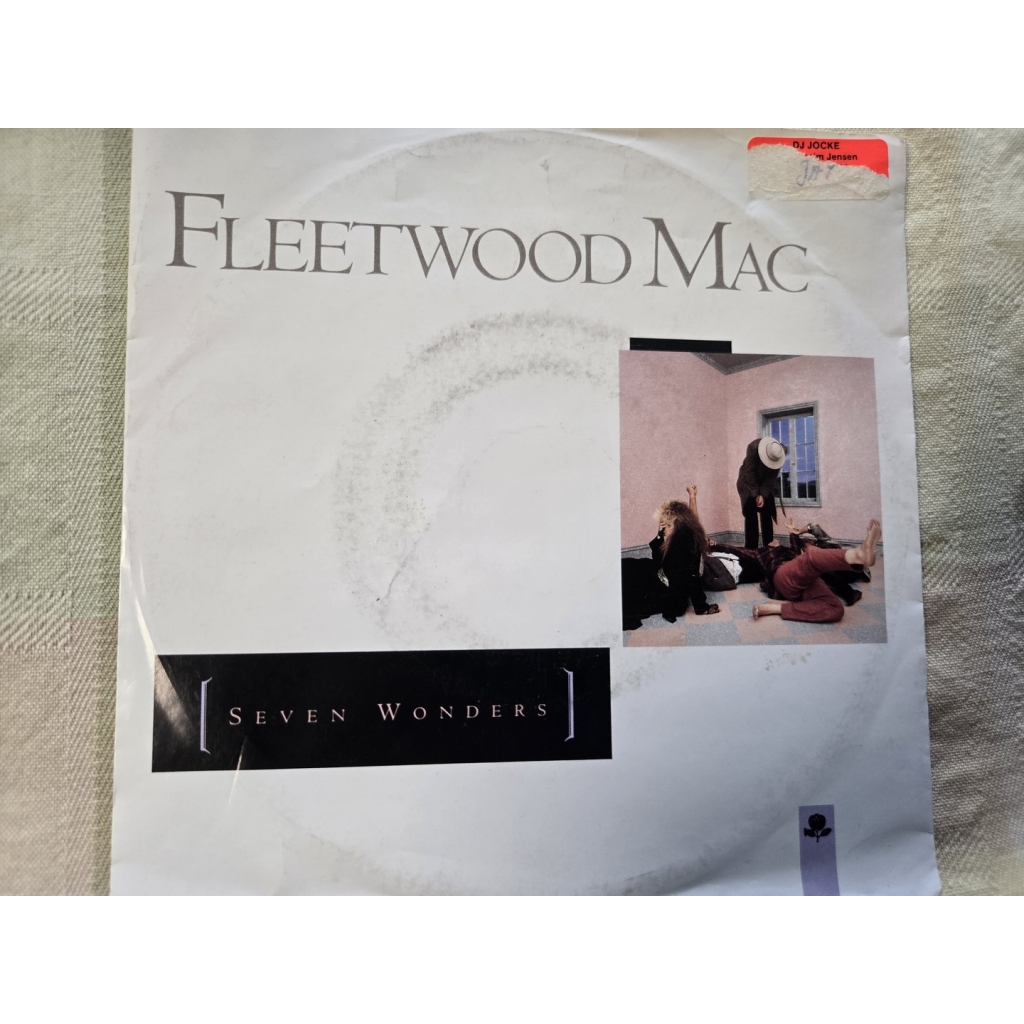 DJ JOCKE
Jensen
FLEETWOOD MAC
[ SEVEN WONDERS ]